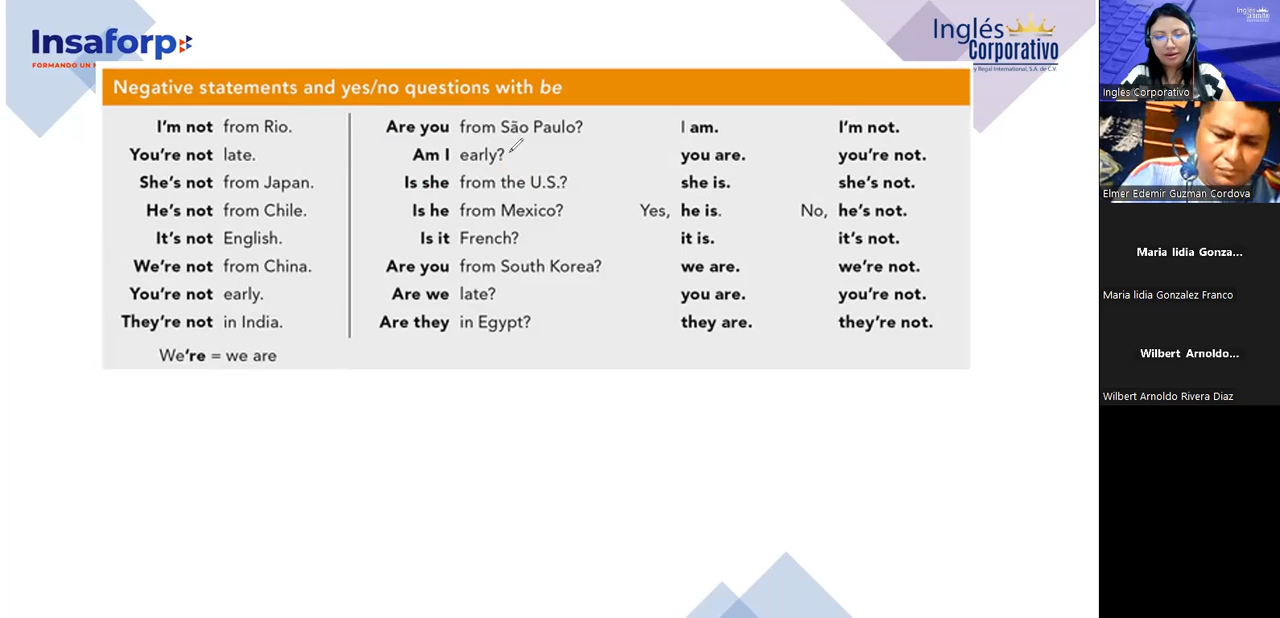 Insaforp
Inglés
Corporativo
Negative statements and yes/no questions with be
I'm not from Rio. Are you from São Paulo? I am. I'm not.
You're not late. Am I early? you are. you're not.
She's not from Japan. Is she from the U.S.? she is. she's not.
He's not from Chile. Is he from Mexico? Yes, he is. No, he's not.
It's not English. Is it French? it is. it's not.
We're not from China. Are you from South Korea? we are. we're not.
You're not early. Are we late? you are. you're not.
They're not in India. Are they in Egypt? they are. they're not.
We're = we are
Inglés Corporativo
Elmer Edemir Guzman Cordova
Maria lidia Gonza...
Maria lidia Gonzalez Franco
Wilbert Arnoldo...
Wilbert Arnoldo Rivera Diaz